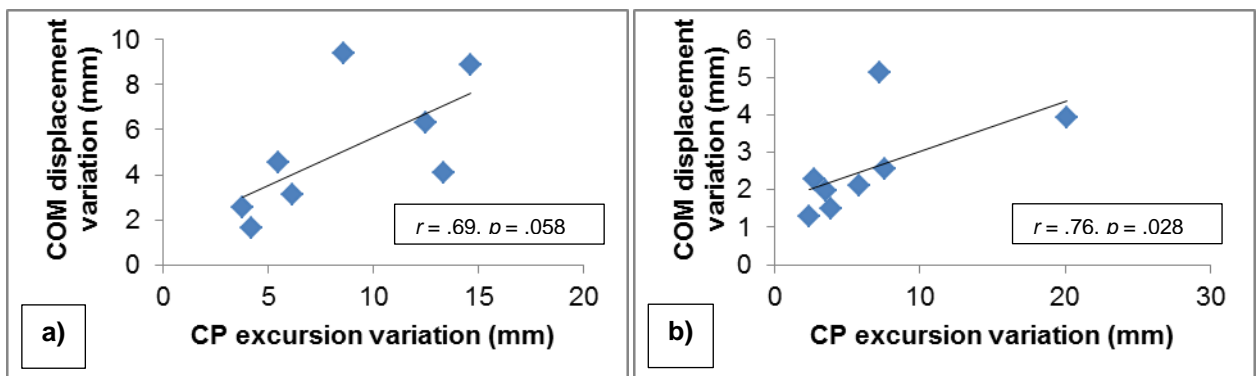 10
8
6
4
2
0
COM displacement
variation (mm)
0 5 10 15 20
CP excursion variation (mm)
r = .69, p = .058
a)
6
5
4
3
2
1
0
COM displacement
variation (mm)
0 10 20 30
CP excursion variation (mm)
r = .76, p = .028
b)